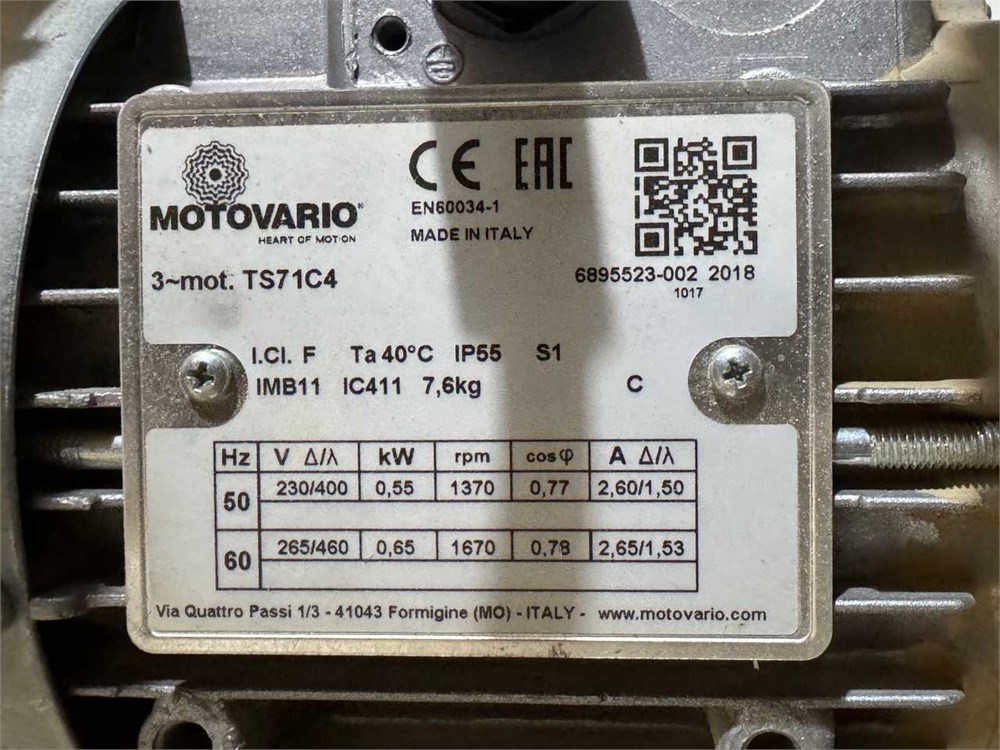 MOTOVARIO®
HEART OF MOTION
CE EAC
EN60034-1
MADE IN ITALY
3~mot. TS71C4
6895523-002 2018
1017
I.Cl. F Ta 40°C IP55 S1
IMB11 IC411 7,6kg C
Hz V Δ/λ kW rpm cosφ A Δ/λ
50 230/400 0,55 1370 0,77 2,60/1,50
60 265/460 0,65 1670 0,78 2,65/1,53
Via Quattro Passi 1/3 - 41043 Formigine (MO) - ITALY - www.motovario.com